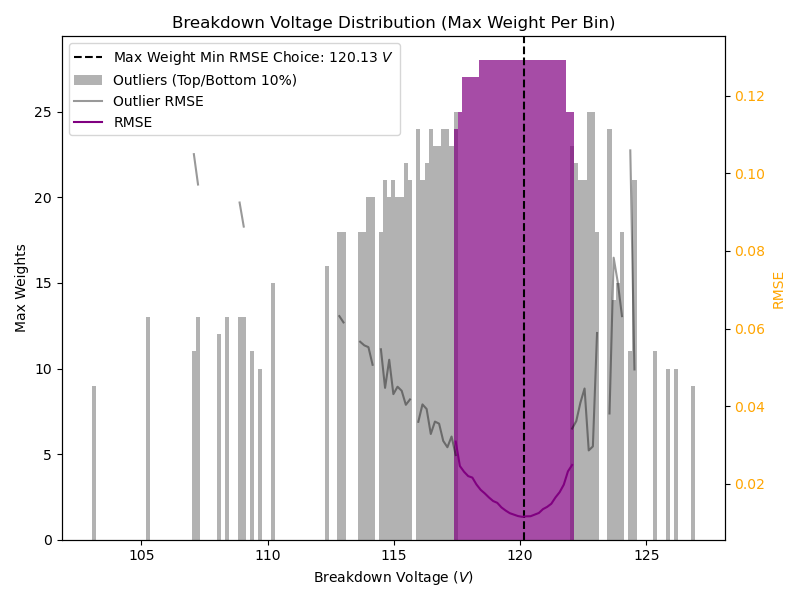 Breakdown Voltage Distribution (Max Weight Per Bin)
Max Weight Min RMSE Choice: 120.13 V
Outliers (Top/Bottom 10%)
Outlier RMSE
RMSE
Max Weights
25
20
15
10
5
0
0.12
0.10
0.08
0.06
0.04
0.02
RMSE
105 110 115 120 125
Breakdown Voltage (V)